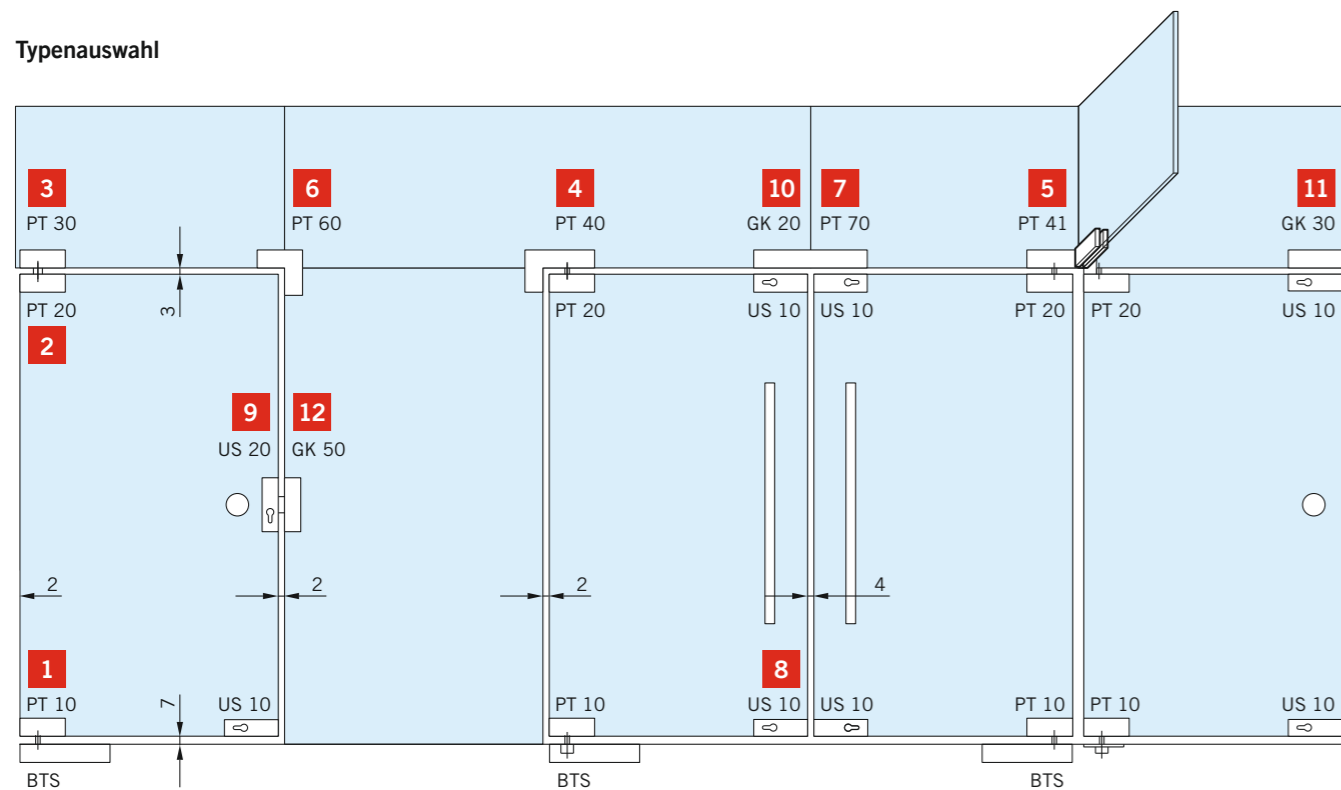 Typenauswahl
3 6 4 10 7 5 11
PT 30 PT 60 PT 40 GK 20 PT 70 PT 41 GK 30
PT 20 3 PT 20 US 10 US 10 PT 20 PT 20 US 10
2
9 12
US 20 GK 50
2 2 2 4
1 8
PT 10 7 US 10 PT 10 US 10 US 10 PT 10 PT 10 US 10
BTS BTS BTS